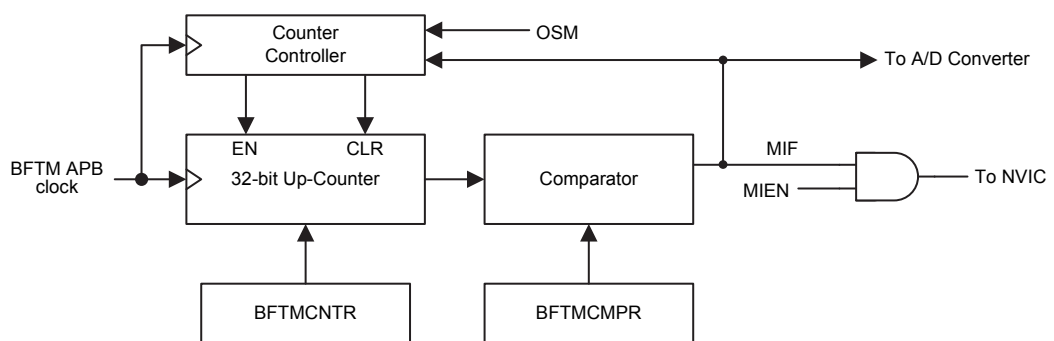 Counter
Controller
OSM
To A/D Converter
EN
CLR
BFTM APB
clock
32-bit Up-Counter
Comparator
MIF
MIEN
To NVIC
BFTMCNTR
BFTMCMPR